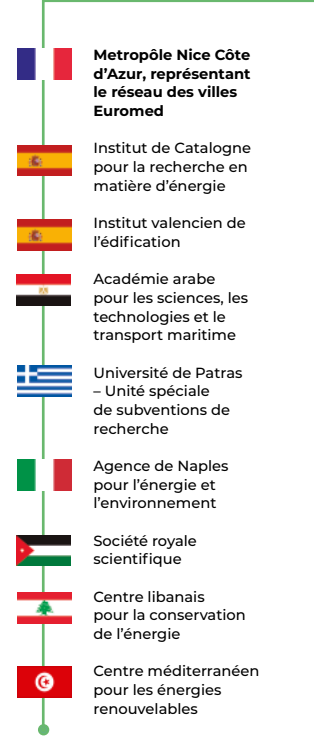 Metropôle Nice Côte
d’Azur, représentant
le réseau des villes
Euromed
Institut de Catalogne
pour la recherche en
matière d’énergie
Institut valencien de
l’édification
Académie arabe
pour les sciences, les
technologies et le
transport maritime
Université de Patras
– Unité spéciale
de subventions de
recherche
Agence de Naples
pour l’énergie et
l’environnement
Société royale
scientifique
Centre libanais
pour la conservation
de l’énergie
Centre méditerranéen
pour les énergies
renouvelables